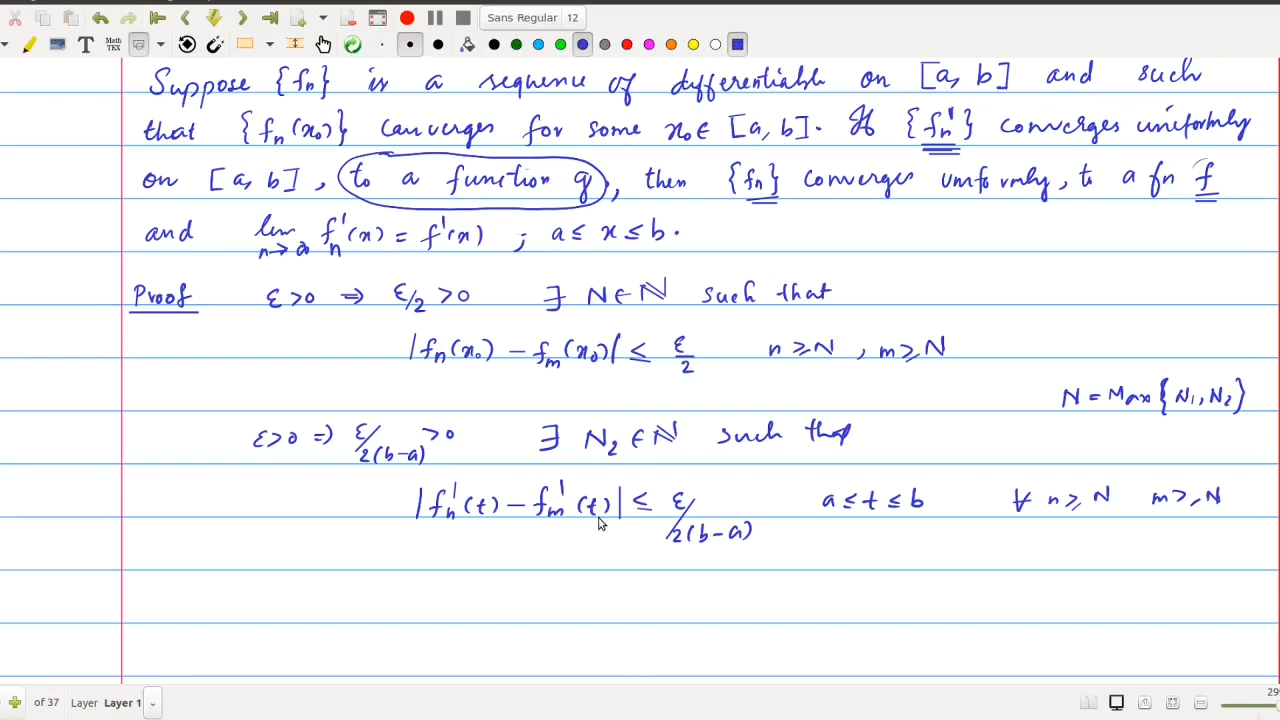 Sans Regular 12
Math TEX
Suppose {fn} is a sequence of differentiable on [a, b] and such
that {fn(x0)} converges for some x0 ∈ [a, b]. If {fn'} converges uniformly
on [a, b], to a function g, then {fn} converges uniformly, to a fn f
and lim n→∞ fn'(x) = f'(x) ; a ≤ x ≤ b.
Proof ε>0 ⇒ ε/2 >0 ∃ N ∈ ℕ such that
|fn(x0) − fm(x0)| ≤ ε/2 n ≥ N , m ≥ N
N = Max{N1, N2}
ε>0 ⇒ ε/2(b−a) >0 ∃ N2 ∈ ℕ such that
|fn'(t) − fm'(t)| ≤ ε/2(b−a) a ≤ t ≤ b ∀ n ≥ N m ≥ N
of 37 Layer Layer 1